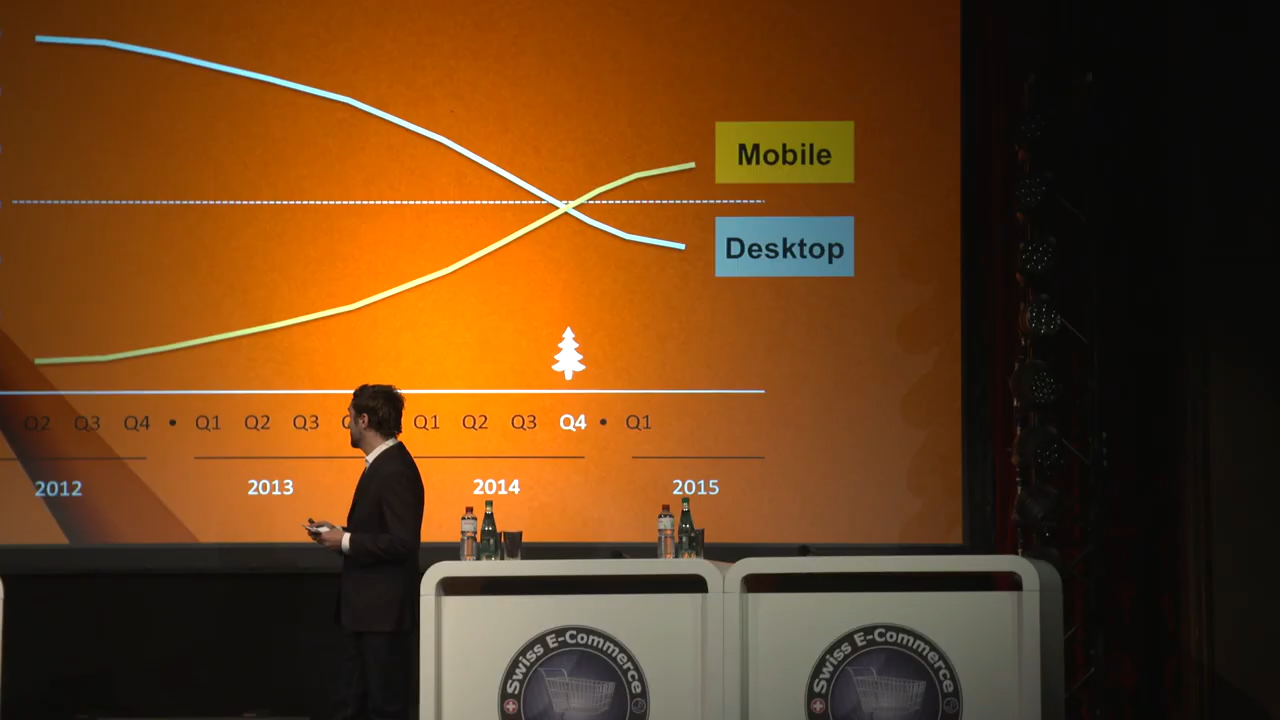 Mobile
Desktop
Q2 Q3 Q4 • Q1 Q2 Q3 Q1 Q2 Q3 Q4 • Q1
2012 2013 2014 2015
Swiss E-Commerce
Swiss E-Commerce